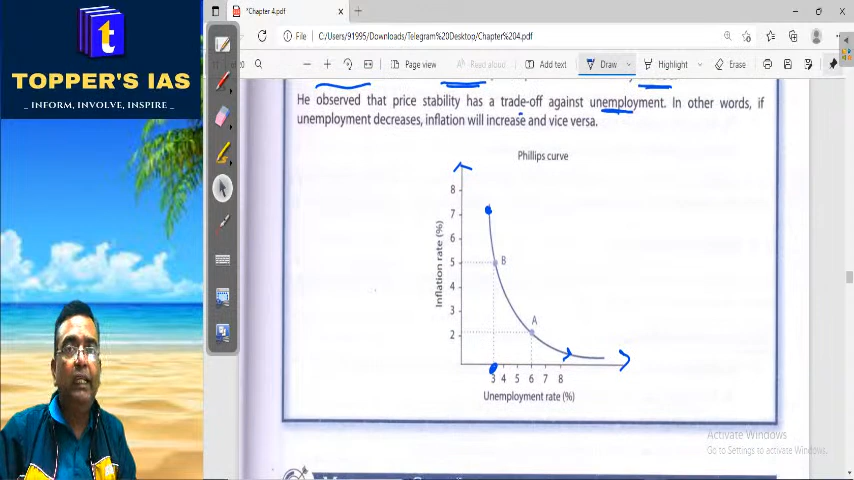 *Chapter 4.pdf
File
C:/Users/91995/Downloads/Telegram%20Desktop/Chapter%204.pdf
of 20
Page view
Read aloud
Add text
Draw
Highlight
Erase
t
TOPPER'S IAS
_ INFORM, INVOLVE, INSPIRE _
He observed that price stability has a trade-off against unemployment. In other words, if
unemployment decreases, inflation will increase and vice versa.
Phillips curve
8
7
6
5
4
3
2
Inflation rate (%)
B
A
3 4 5 6 7 8
Unemployment rate (%)
Activate Windows
Go to Settings to activate Windows.